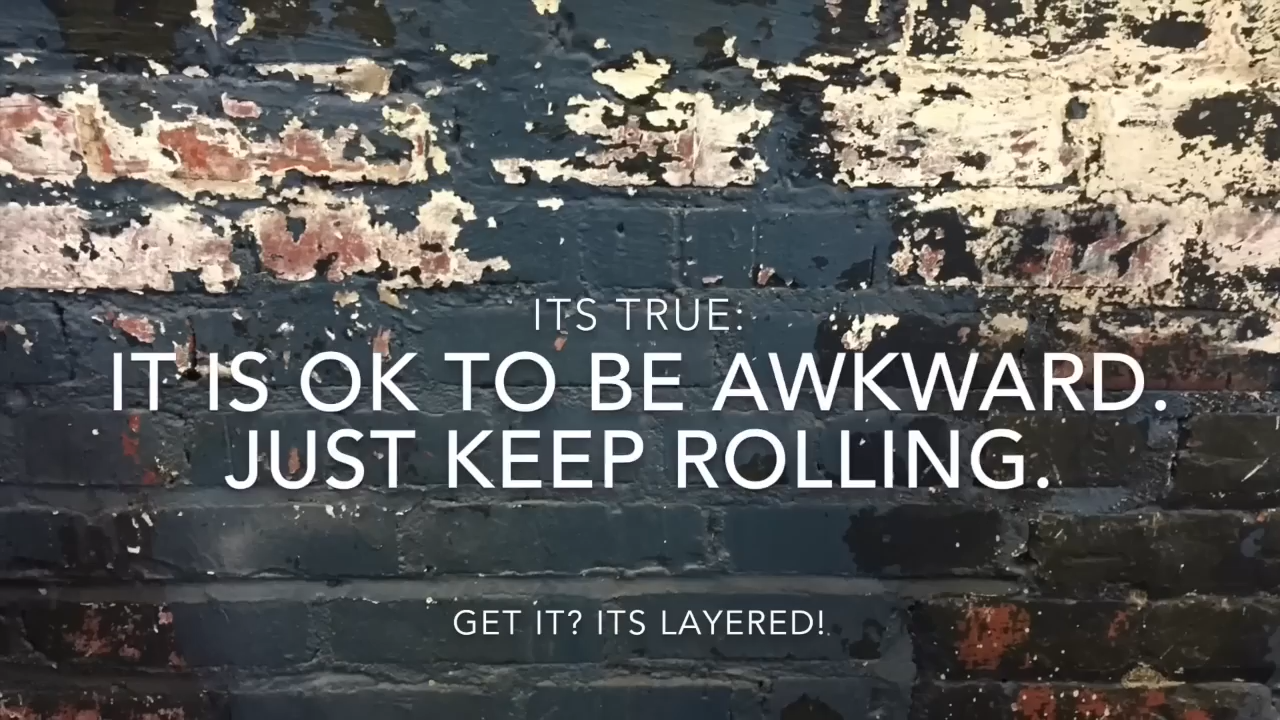 ITS TRUE:
IT IS OK TO BE AWKWARD.
JUST KEEP ROLLING.
GET IT? ITS LAYERED!